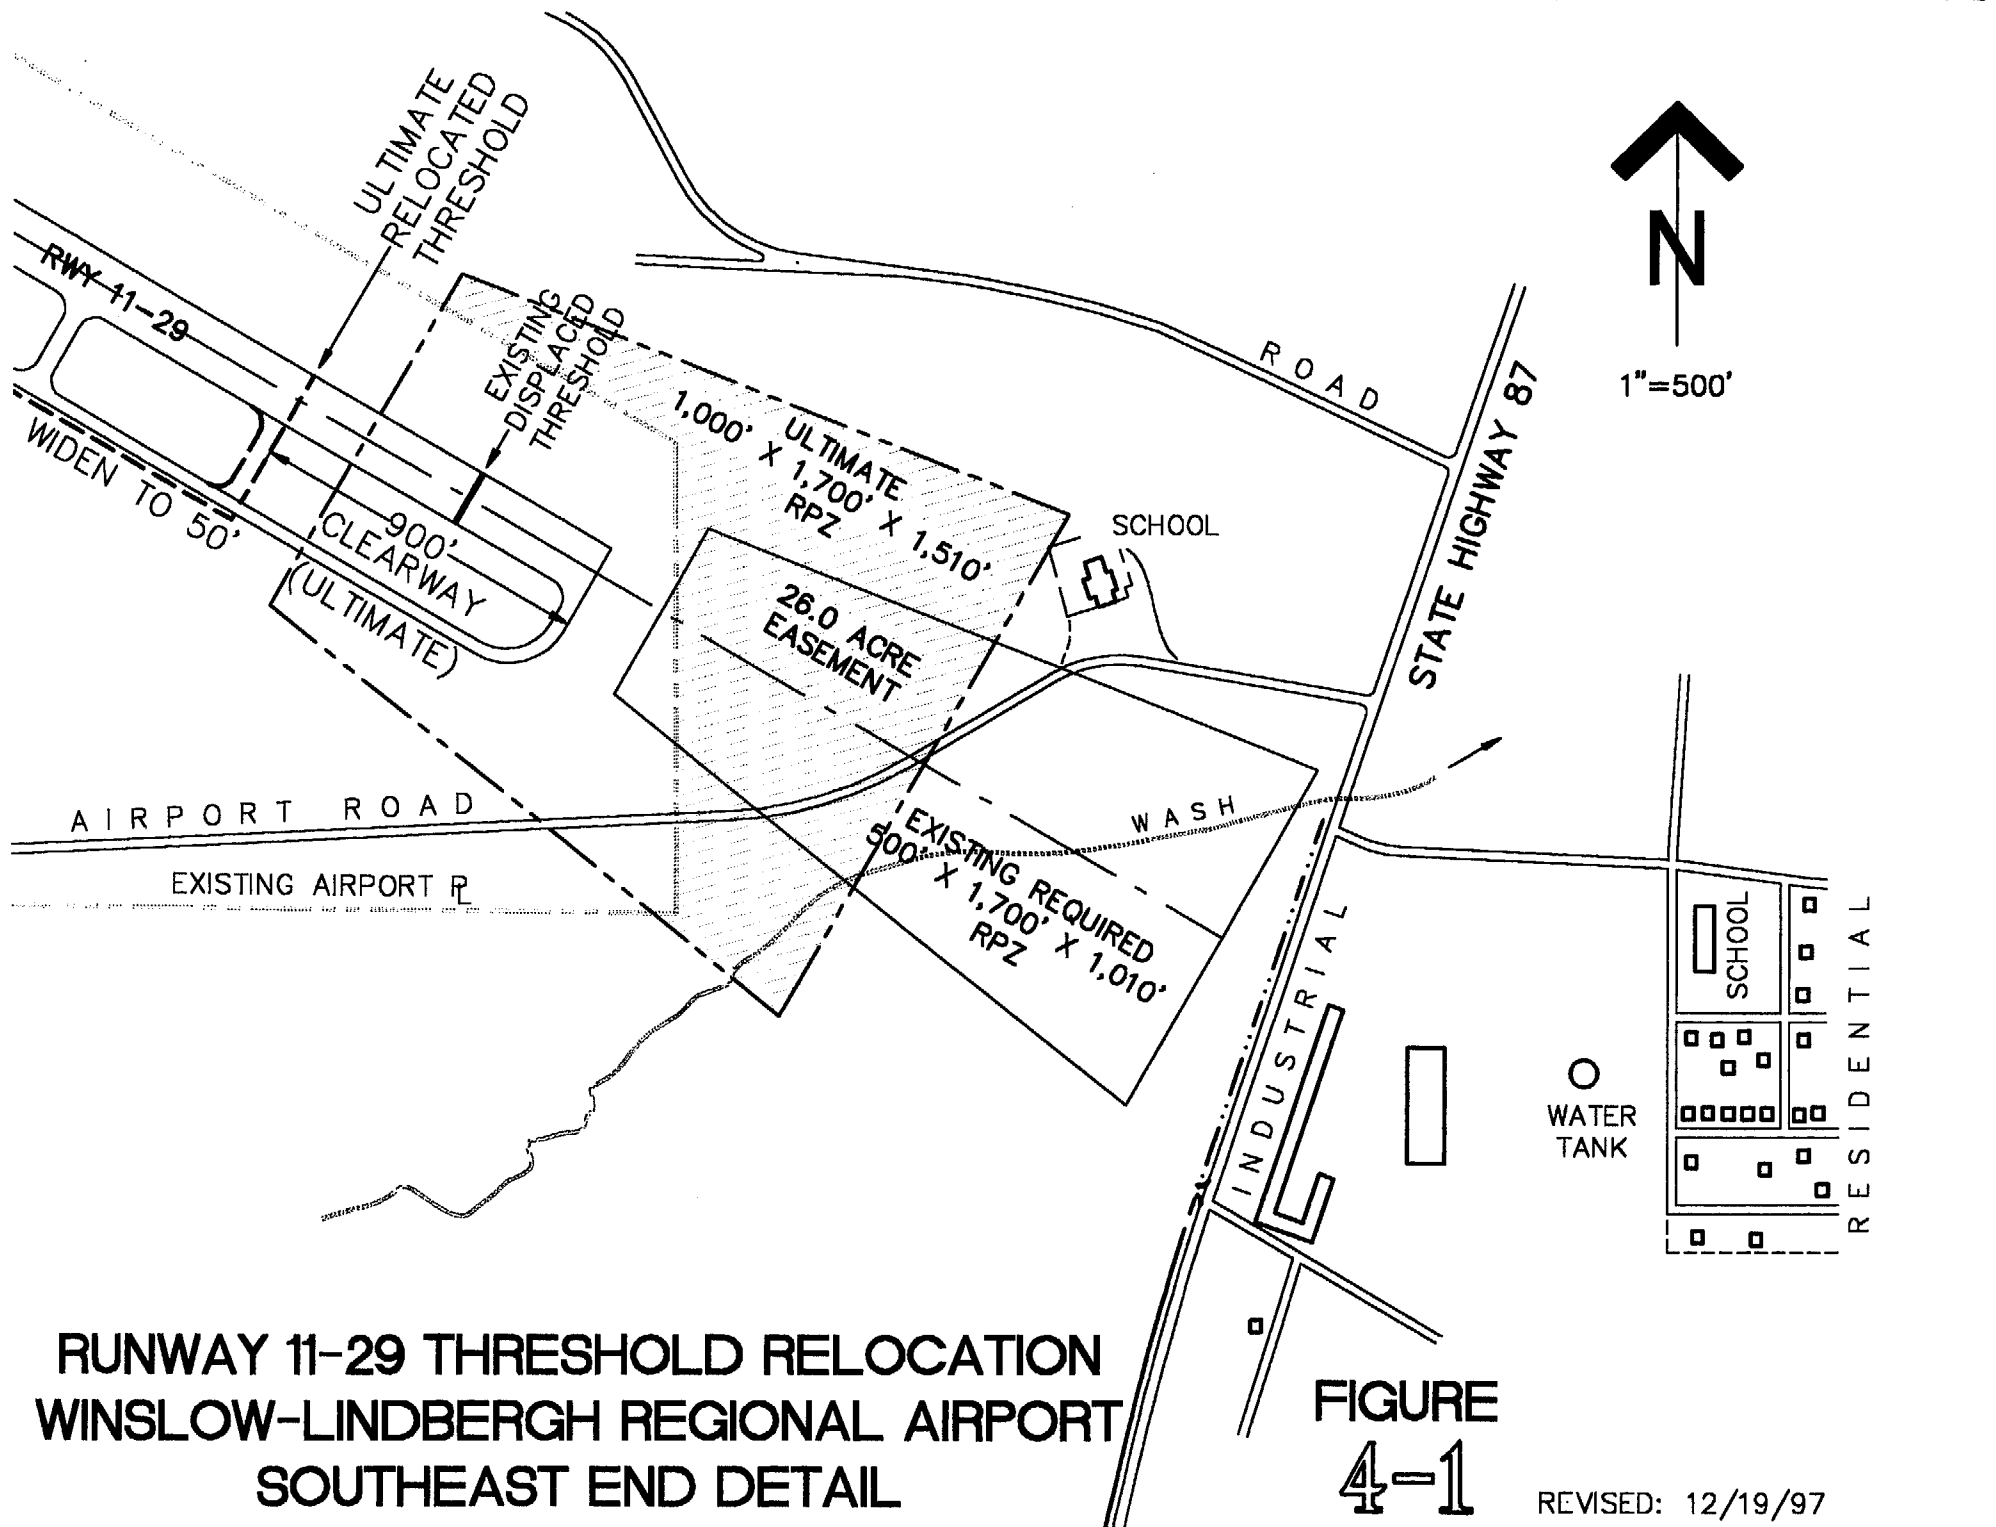 ULTIMATE
RELOCATED
THRESHOLD
RWY 11-29
EXISTING
DISPLACED
THRESHOLD
N
1"=500'
ROAD
STATE HIGHWAY 87
WIDEN TO 50'
900'
CLEARWAY
(ULTIMATE)
ULTIMATE
1,000' X 1,700' X 1,510'
RPZ
SCHOOL
26.0 ACRE
EASEMENT
AIRPORT ROAD
EXISTING AIRPORT PL
WASH
EXISTING REQUIRED
500' X 1,700' X 1,010'
RPZ
INDUSTRIAL
SCHOOL
RESIDENTIAL
WATER
TANK
RUNWAY 11-29 THRESHOLD RELOCATION
WINSLOW-LINDBERGH REGIONAL AIRPORT
SOUTHEAST END DETAIL
FIGURE
4-1
REVISED: 12/19/97